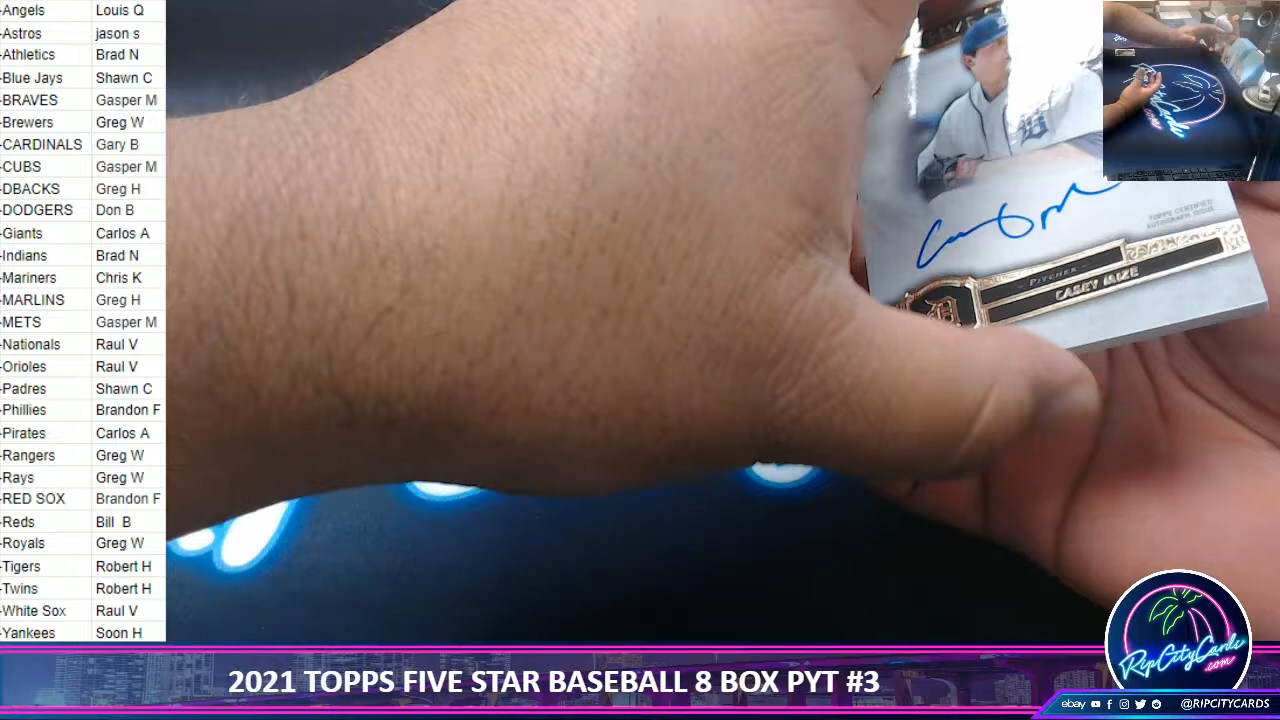 -Angels Louis Q
-Astros jason s
-Athletics Brad N
-Blue Jays Shawn C
-BRAVES Gasper M
-Brewers Greg W
-CARDINALS Gary B
-CUBS Gasper M
-DBACKS Greg H
-DODGERS Don B
-Giants Carlos A
-Indians Brad N
-Mariners Chris K
-MARLINS Greg H
-METS Gasper M
-Nationals Raul V
-Orioles Raul V
-Padres Shawn C
-Phillies Brandon F
-Pirates Carlos A
-Rangers Greg W
-Rays Greg W
-RED SOX Brandon F
-Reds Bill B
-Royals Greg W
-Tigers Robert H
-Twins Robert H
-White Sox Raul V
-Yankees Soon H
TOPPS CERTIFIED
AUTOGRAPH ISSUE
- PITCHER -
CASEY MIZE
D
RipCityCards
.com
2021 TOPPS FIVE STAR BASEBALL 8 BOX PYT #3
ebay @RIPCITYCARDS